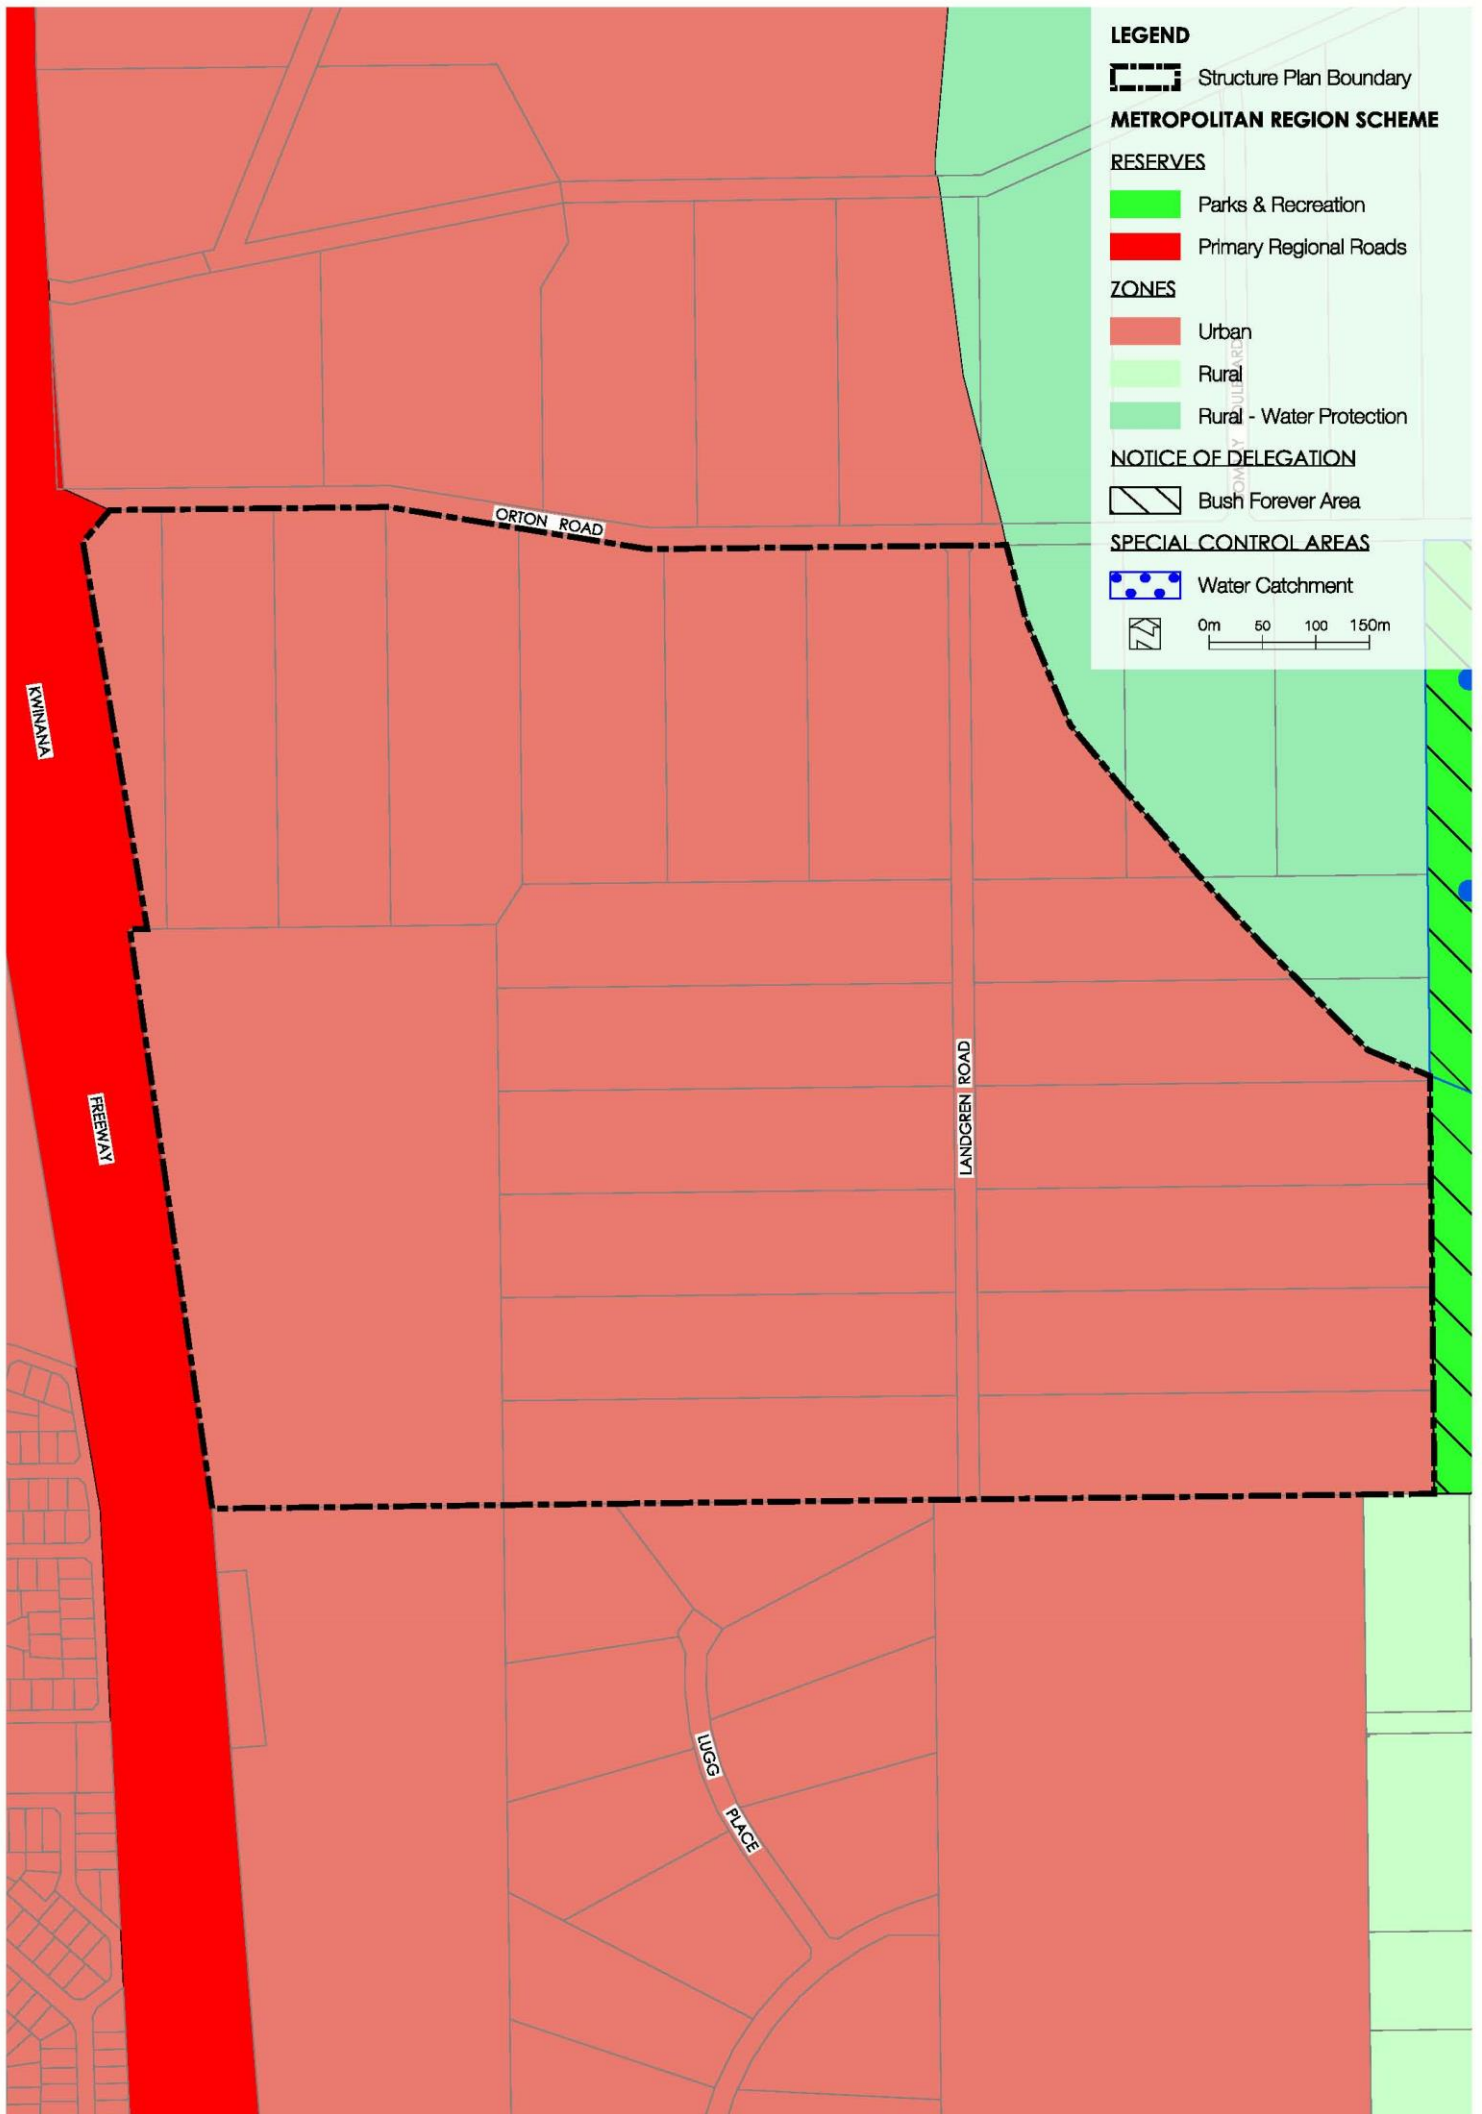 LEGEND
Structure Plan Boundary
METROPOLITAN REGION SCHEME
RESERVES
Parks & Recreation
Primary Regional Roads
ZONES
Urban
Rural
Rural - Water Protection
NOTICE OF DELEGATION
Bush Forever Area
SPECIAL CONTROL AREAS
Water Catchment
0m 50 100 150m
ORTON ROAD
KWINANA
FREEWAY
LANDGREN ROAD
LUGG
PLACE